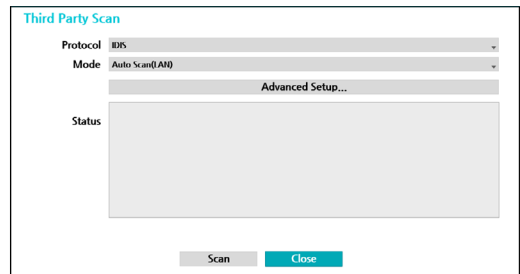 Third Party Scan
Protocol IDIS
Mode Auto Scan(LAN)
Advanced Setup...
Status
Scan Close